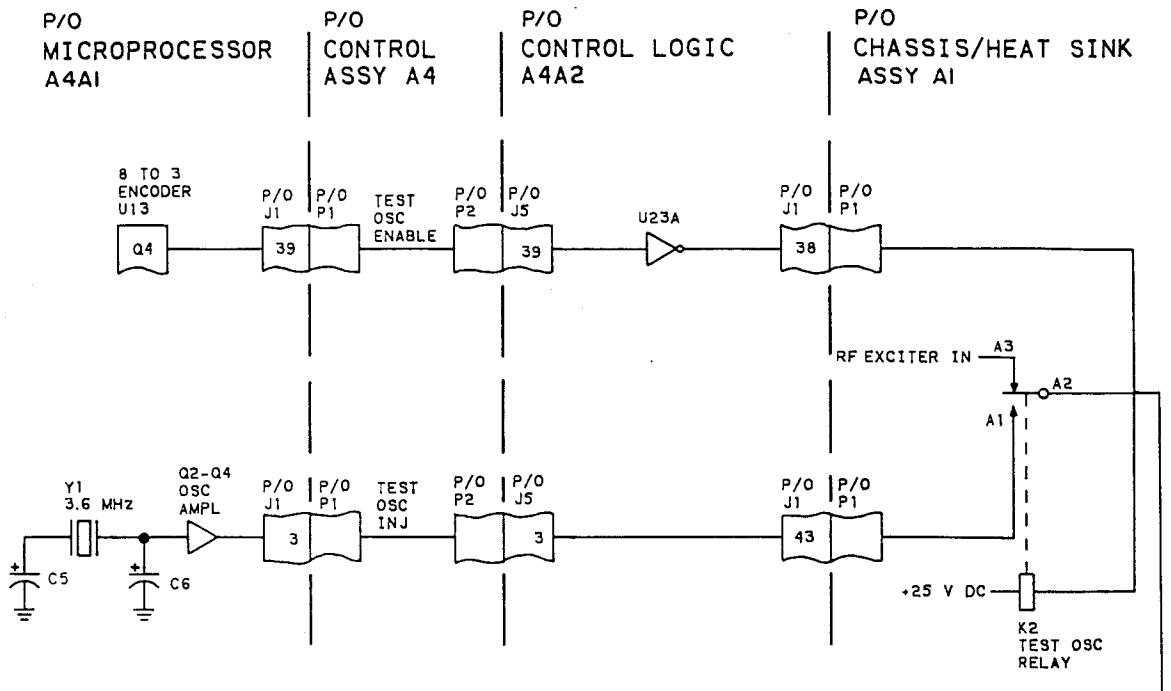 P/O
MICROPROCESSOR
A4A1
P/O
CONTROL
ASSY A4
P/O
CONTROL LOGIC
A4A2
P/O
CHASSIS/HEAT SINK
ASSY A1
8 TO 3
ENCODER
U13
Q4
P/O
J1
P/O
P1
39
TEST
OSC
ENABLE
P/O
P2
P/O
J5
39
U23A
P/O
J1
P/O
P1
38
RF EXCITER IN
A3
A2
A1
Y1
3.6 MHz
Q2-Q4
OSC
AMPL
P/O
J1
P/O
P1
3
TEST
OSC
INJ
P/O
P2
P/O
J5
3
P/O
J1
P/O
P1
43
+
C5
+
C6
+25 V DC
K2
TEST OSC
RELAY